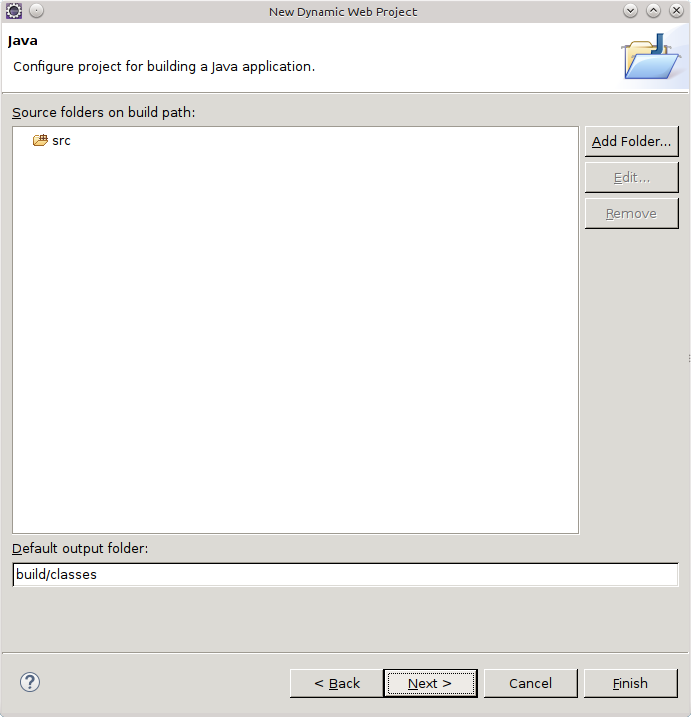 New Dynamic Web Project
Java
Configure project for building a Java application.
Source folders on build path:
src
Add Folder...
Edit...
Remove
Default output folder:
build/classes
?
< Back
Next >
Cancel
Finish